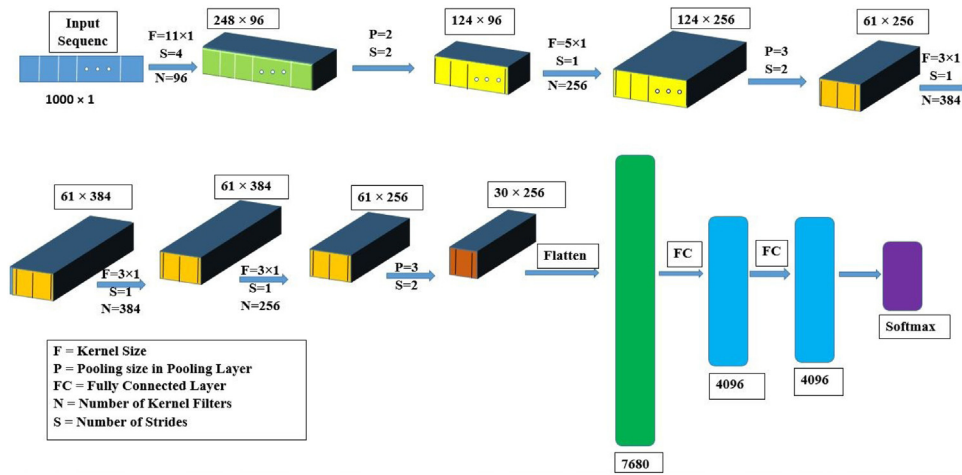 Input
Sequenc
1000 × 1
F=11×1
S=4
N=96
248 × 96
P=2
S=2
124 × 96
F=5×1
S=1
N=256
124 × 256
P=3
S=2
61 × 256
F=3×1
S=1
N=384
61 × 384
F=3×1
S=1
N=384
61 × 384
F=3×1
S=1
N=256
61 × 256
P=3
S=2
30 × 256
Flatten
7680
FC
4096
FC
4096
Softmax
F = Kernel Size
P = Pooling size in Pooling Layer
FC = Fully Connected Layer
N = Number of Kernel Filters
S = Number of Strides